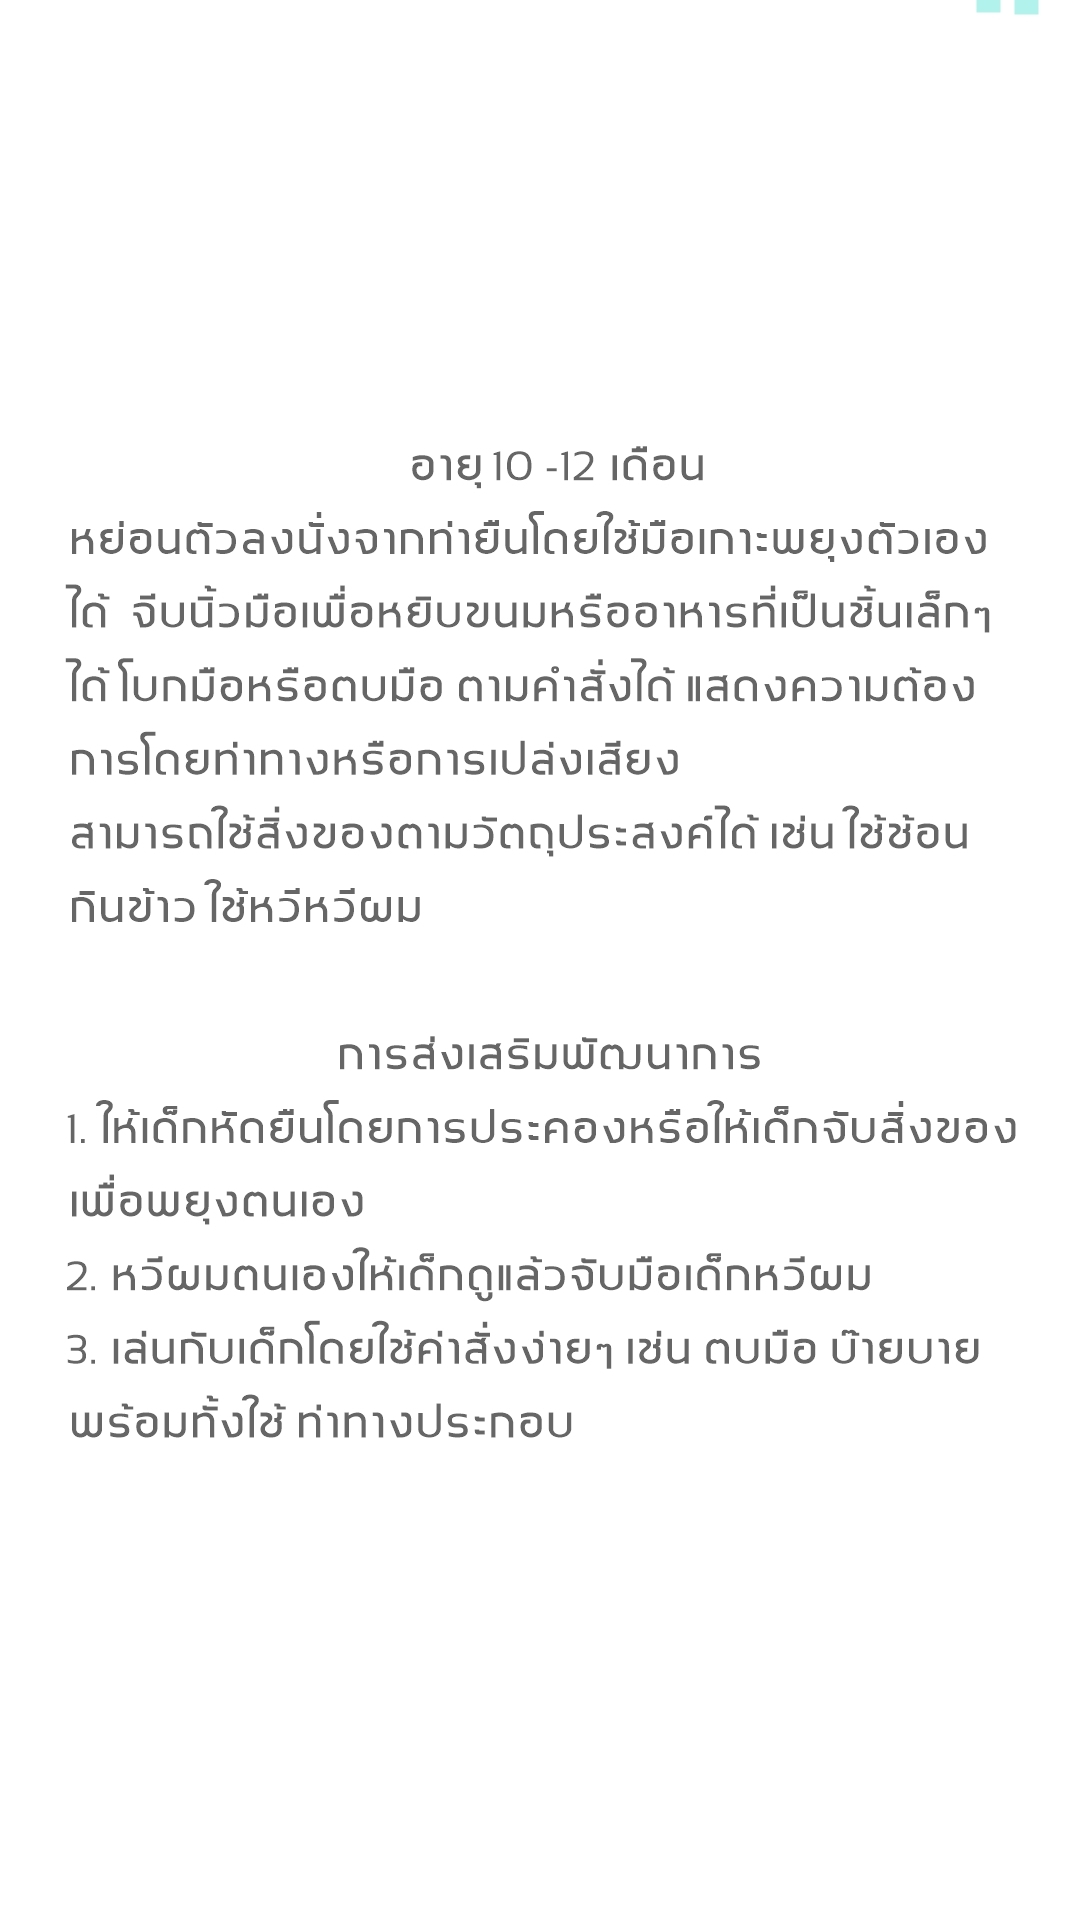 อายุ 10 -12 เดือน
หย่อนตัวลงนั่งจากท่ายืนโดยใช้มือเกาะพยุงตัวเอง
ได้  จีบนิ้วมือเพื่อหยิบขนมหรืออาหารที่เป็นชิ้นเล็กๆ
ได้ โบกมือหรือตบมือ ตามคำสั่งได้ แสดงความต้อง
การโดยท่าทางหรือการเปล่งเสียง
สามารถใช้สิ่งของตามวัตถุประสงค์ได้ เช่น ใช้ช้อน
กินข้าว ใช้หวีหวีผม
การส่งเสริมพัฒนาการ
1. ให้เด็กหัดยืนโดยการประคองหรือให้เด็กจับสิ่งของ
เพื่อพยุงตนเอง
2. หวีผมตนเองให้เด็กดูแล้วจับมือเด็กหวีผม
3. เล่นกับเด็กโดยใช้ค่าสั่งง่ายๆ เช่น ตบมือ บ๊ายบาย
พร้อมทั้งใช้ ท่าทางประกอบ